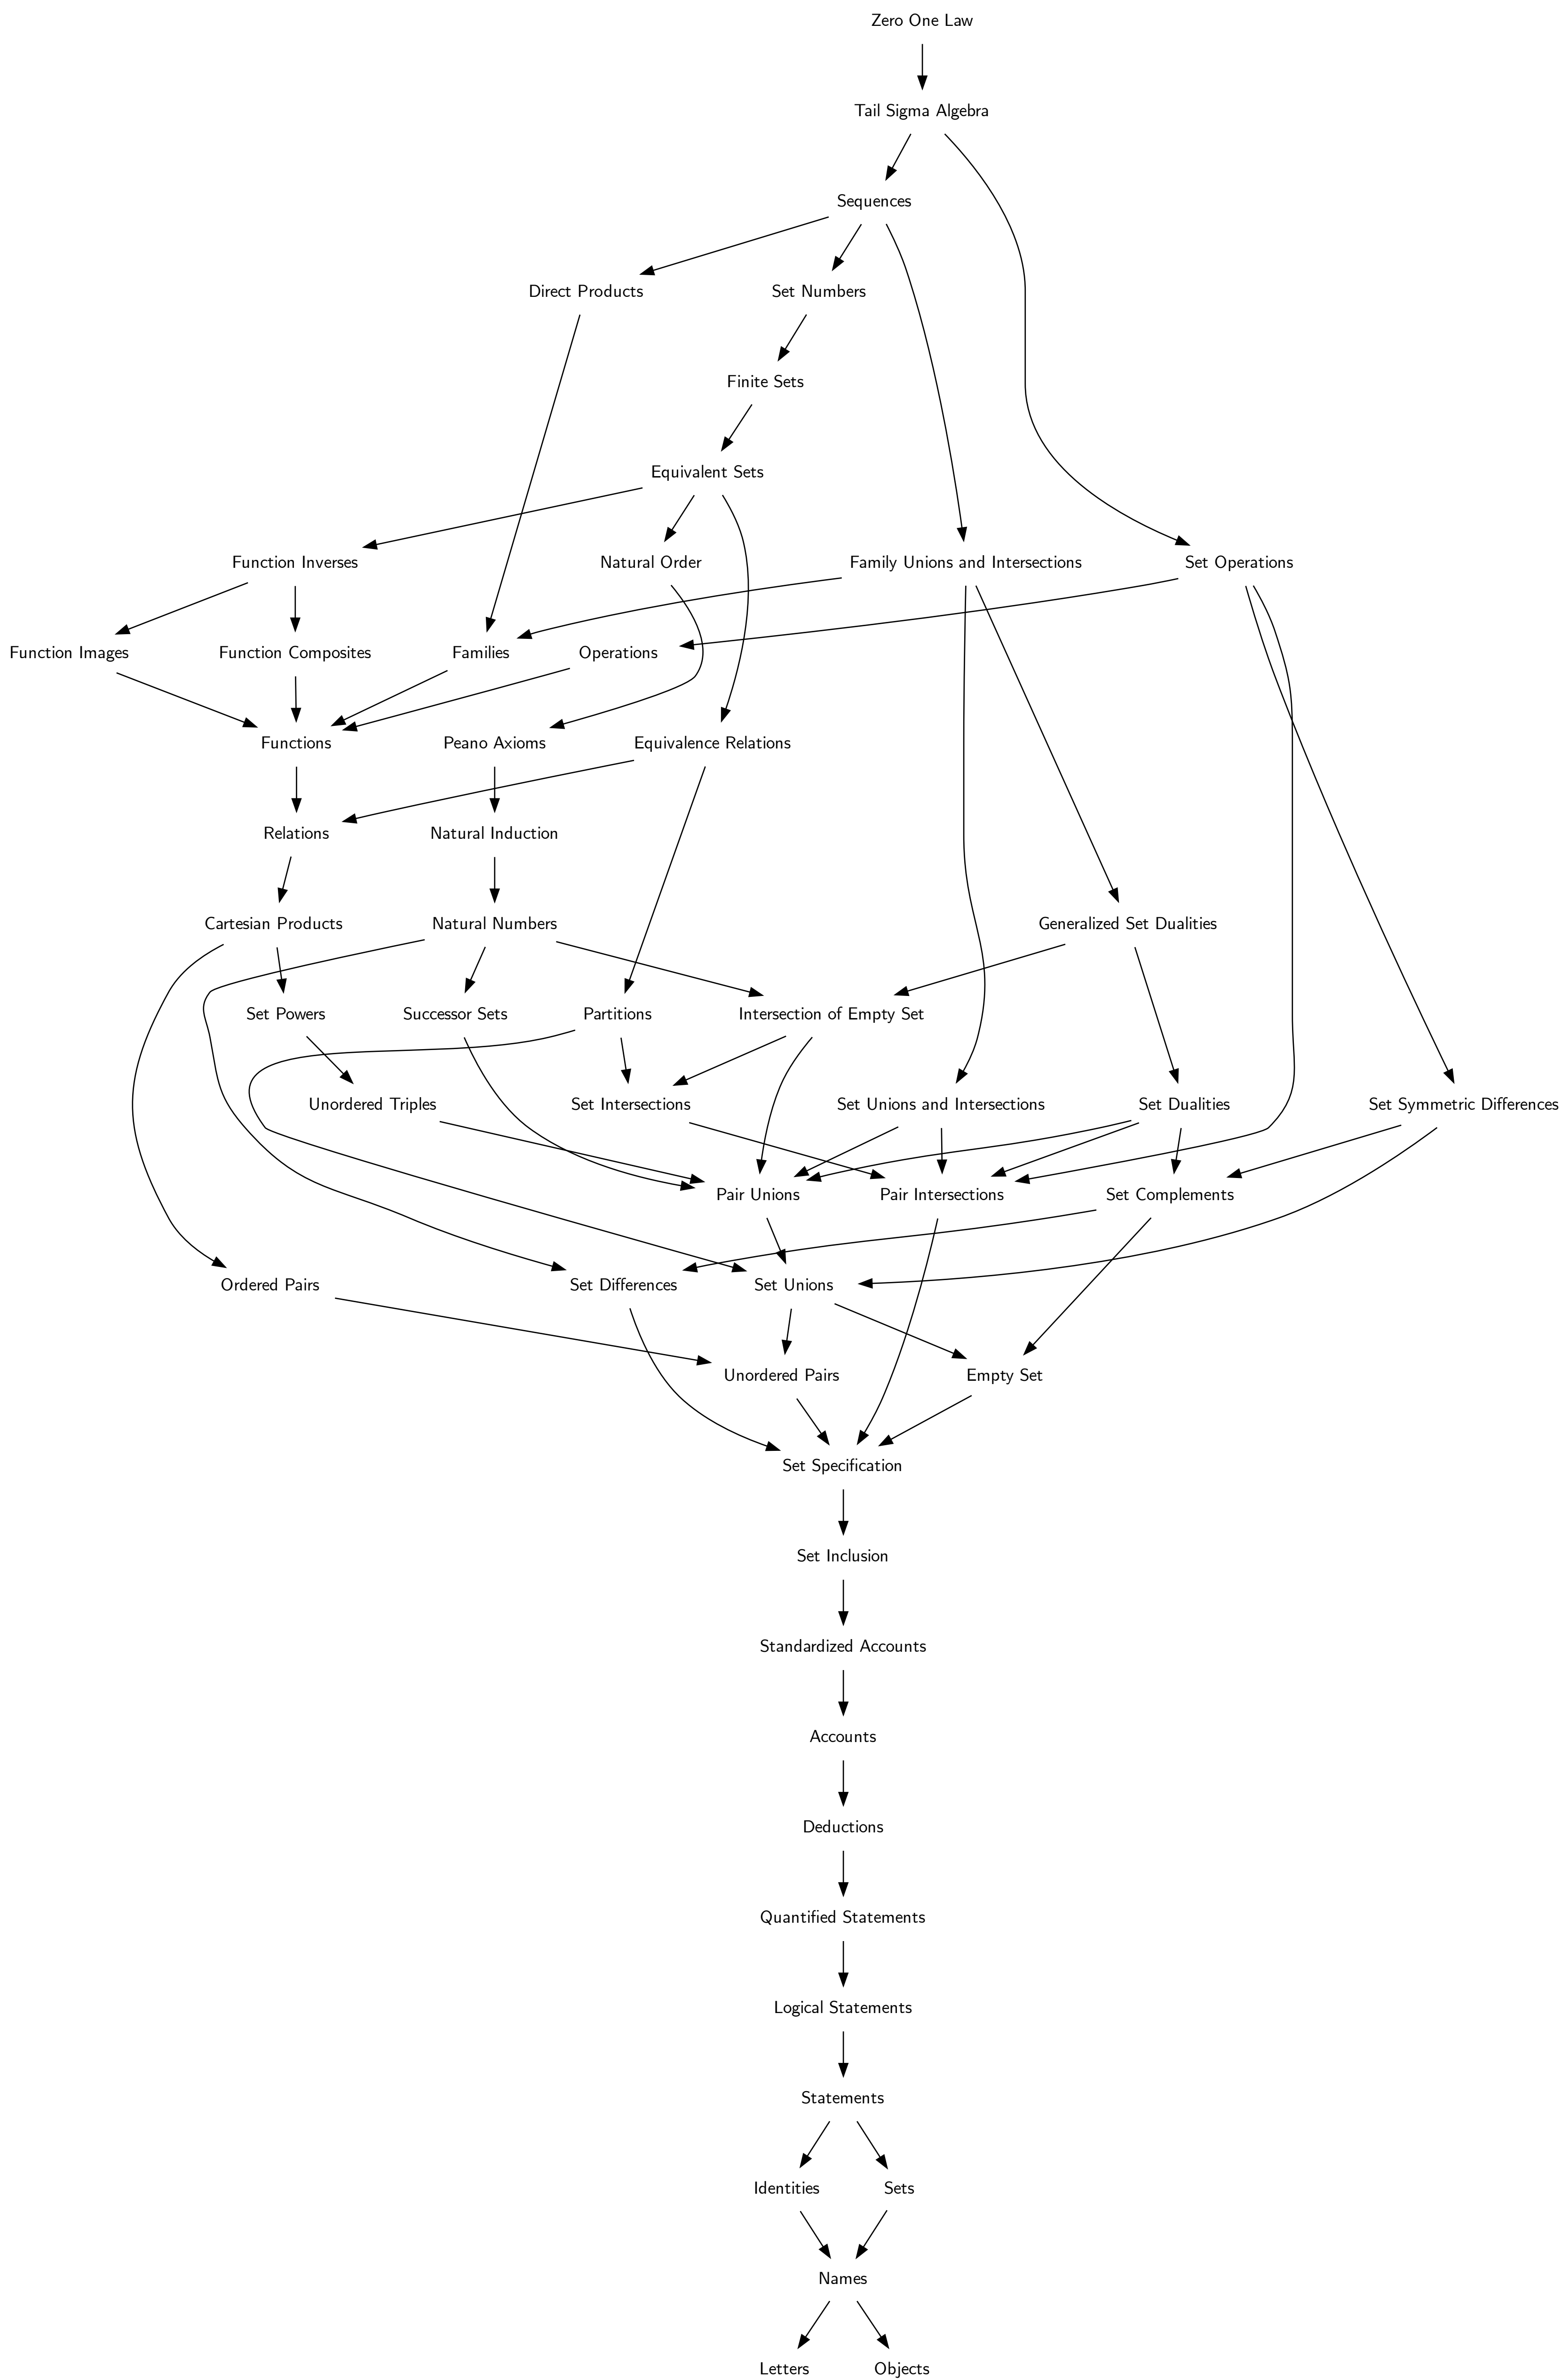 Zero One Law
Tail Sigma Algebra
Sequences
Direct Products
Set Numbers
Finite Sets
Equivalent Sets
Function Inverses
Natural Order
Family Unions and Intersections
Set Operations
Function Images
Function Composites
Families
Operations
Functions
Peano Axioms
Equivalence Relations
Relations
Natural Induction
Cartesian Products
Natural Numbers
Generalized Set Dualities
Set Powers
Successor Sets
Partitions
Intersection of Empty Set
Unordered Triples
Set Intersections
Set Unions and Intersections
Set Dualities
Set Symmetric Differences
Pair Unions
Pair Intersections
Set Complements
Ordered Pairs
Set Differences
Set Unions
Unordered Pairs
Empty Set
Set Specification
Set Inclusion
Standardized Accounts
Accounts
Deductions
Quantified Statements
Logical Statements
Statements
Identities
Sets
Names
Letters
Objects